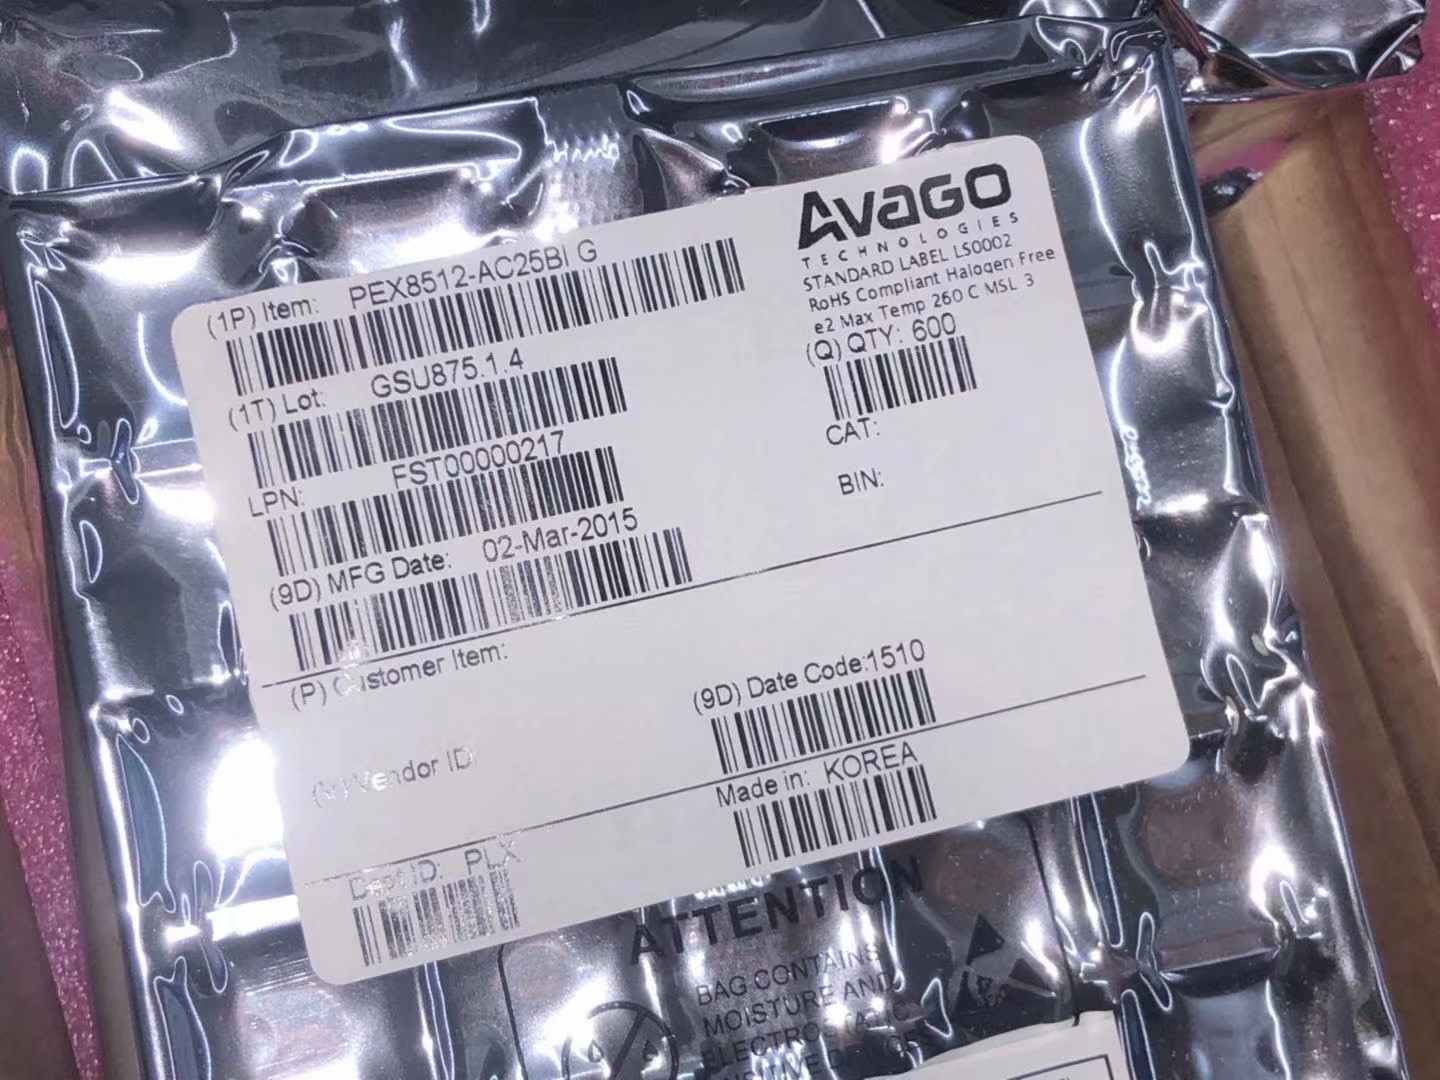 AVAGO
TECHNOLOGIES
STANDARD LABEL LS0002
RoHS Compliant Halogen Free
e2 Max Temp 260 C MSL 3
(1P) Item: PEX8512-AC25BI G
(Q) QTY: 600
(1T) Lot: GSU875.1.4
CAT:
LPN: FST00000217
BIN:
(9D) MFG Date: 02-Mar-2015
(P) Customer Item:
(9D) Date Code:1510
(V) Vendor ID:
Made in: KOREA
Dept ID: PLX
ATTENTION
BAG CONTAINS
MOISTURE AND